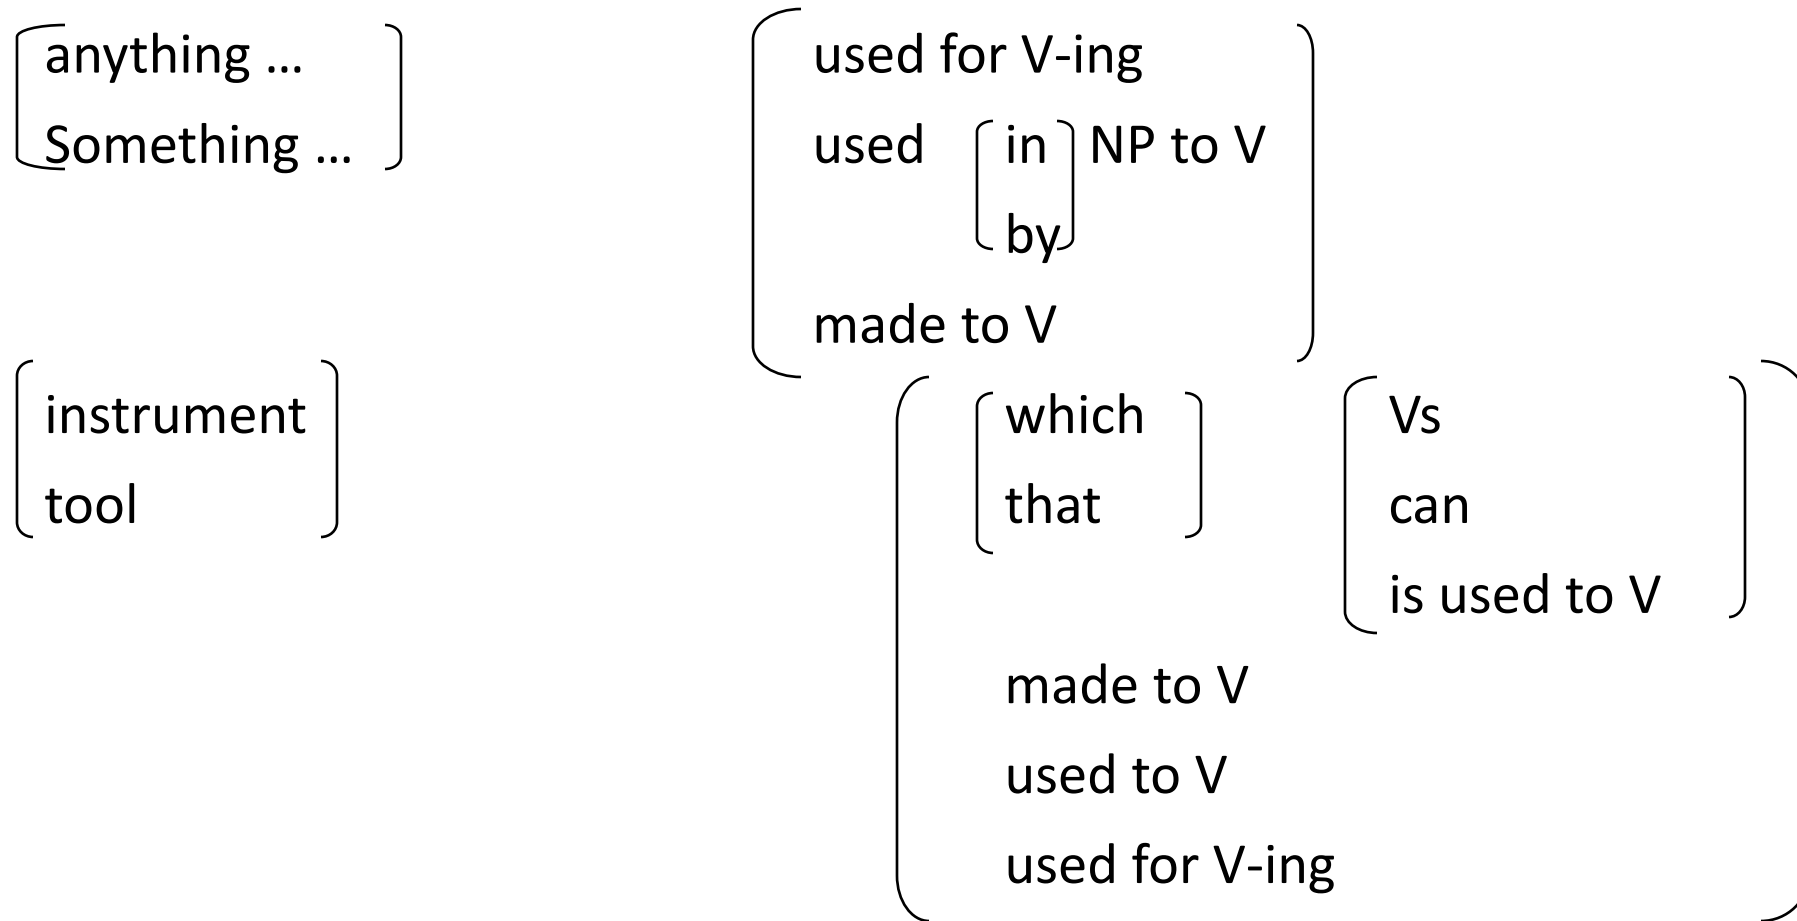 anything ... used for V-ing
Something ... used in NP to V
by
made to V
instrument which Vs
tool that can
is used to V
made to V
used to V
used for V-ing